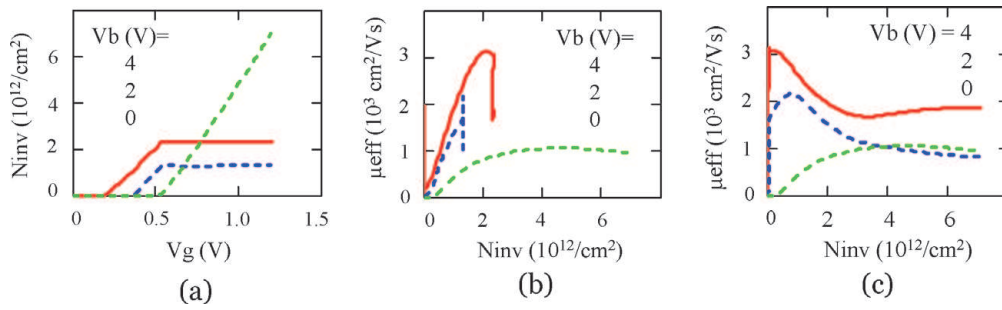 Ninv (10¹²/cm²)
6
4
2
0
Vb (V)=
4
2
0
0
0.5
1.0
1.5
Vg (V)
(a)
μeff (10³ cm²/Vs)
4
3
2
1
0
Vb (V)=
4
2
0
0
2
4
6
Ninv (10¹²/cm²)
(b)
μeff (10³ cm²/Vs)
4
3
2
1
0
Vb (V) = 4
2
0
0
2
4
6
Ninv (10¹²/cm²)
(c)